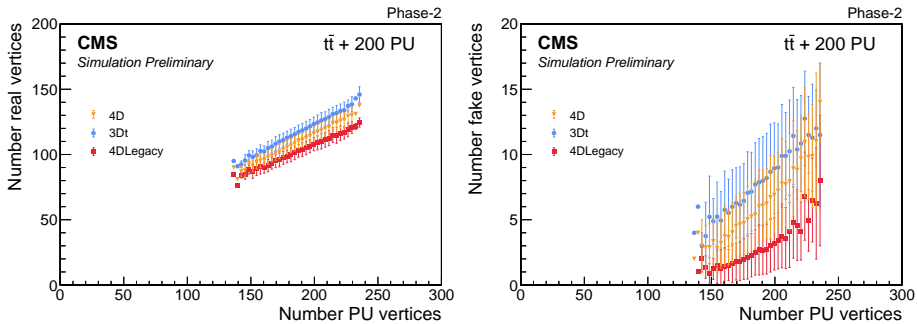 Phase-2
200
CMS
tt̄ + 200 PU
Simulation Preliminary
150
4D
3Dt
4DLegacy
100
50
0
0 50 100 150 200 250 300
Number real vertices
Number PU vertices
Phase-2
20
CMS
tt̄ + 200 PU
Simulation Preliminary
15
4D
3Dt
4DLegacy
10
5
0
0 50 100 150 200 250 300
Number fake vertices
Number PU vertices